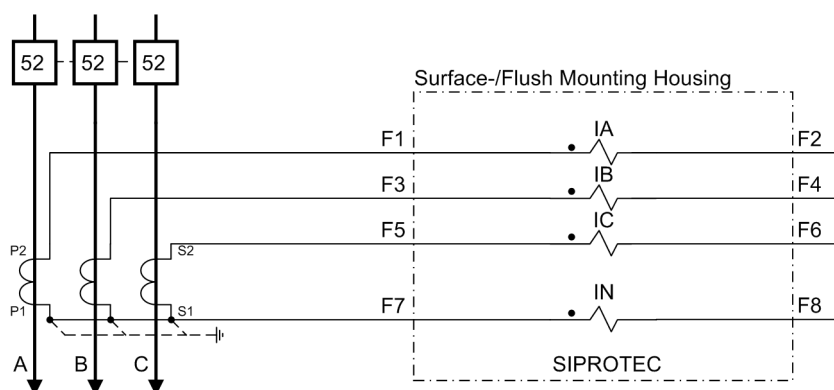 52 52 52
Surface-/Flush Mounting Housing
F1 IA F2
F3 IB F4
F5 IC F6
P2 S2
P1 S1 F7 IN F8
A B C SIPROTEC